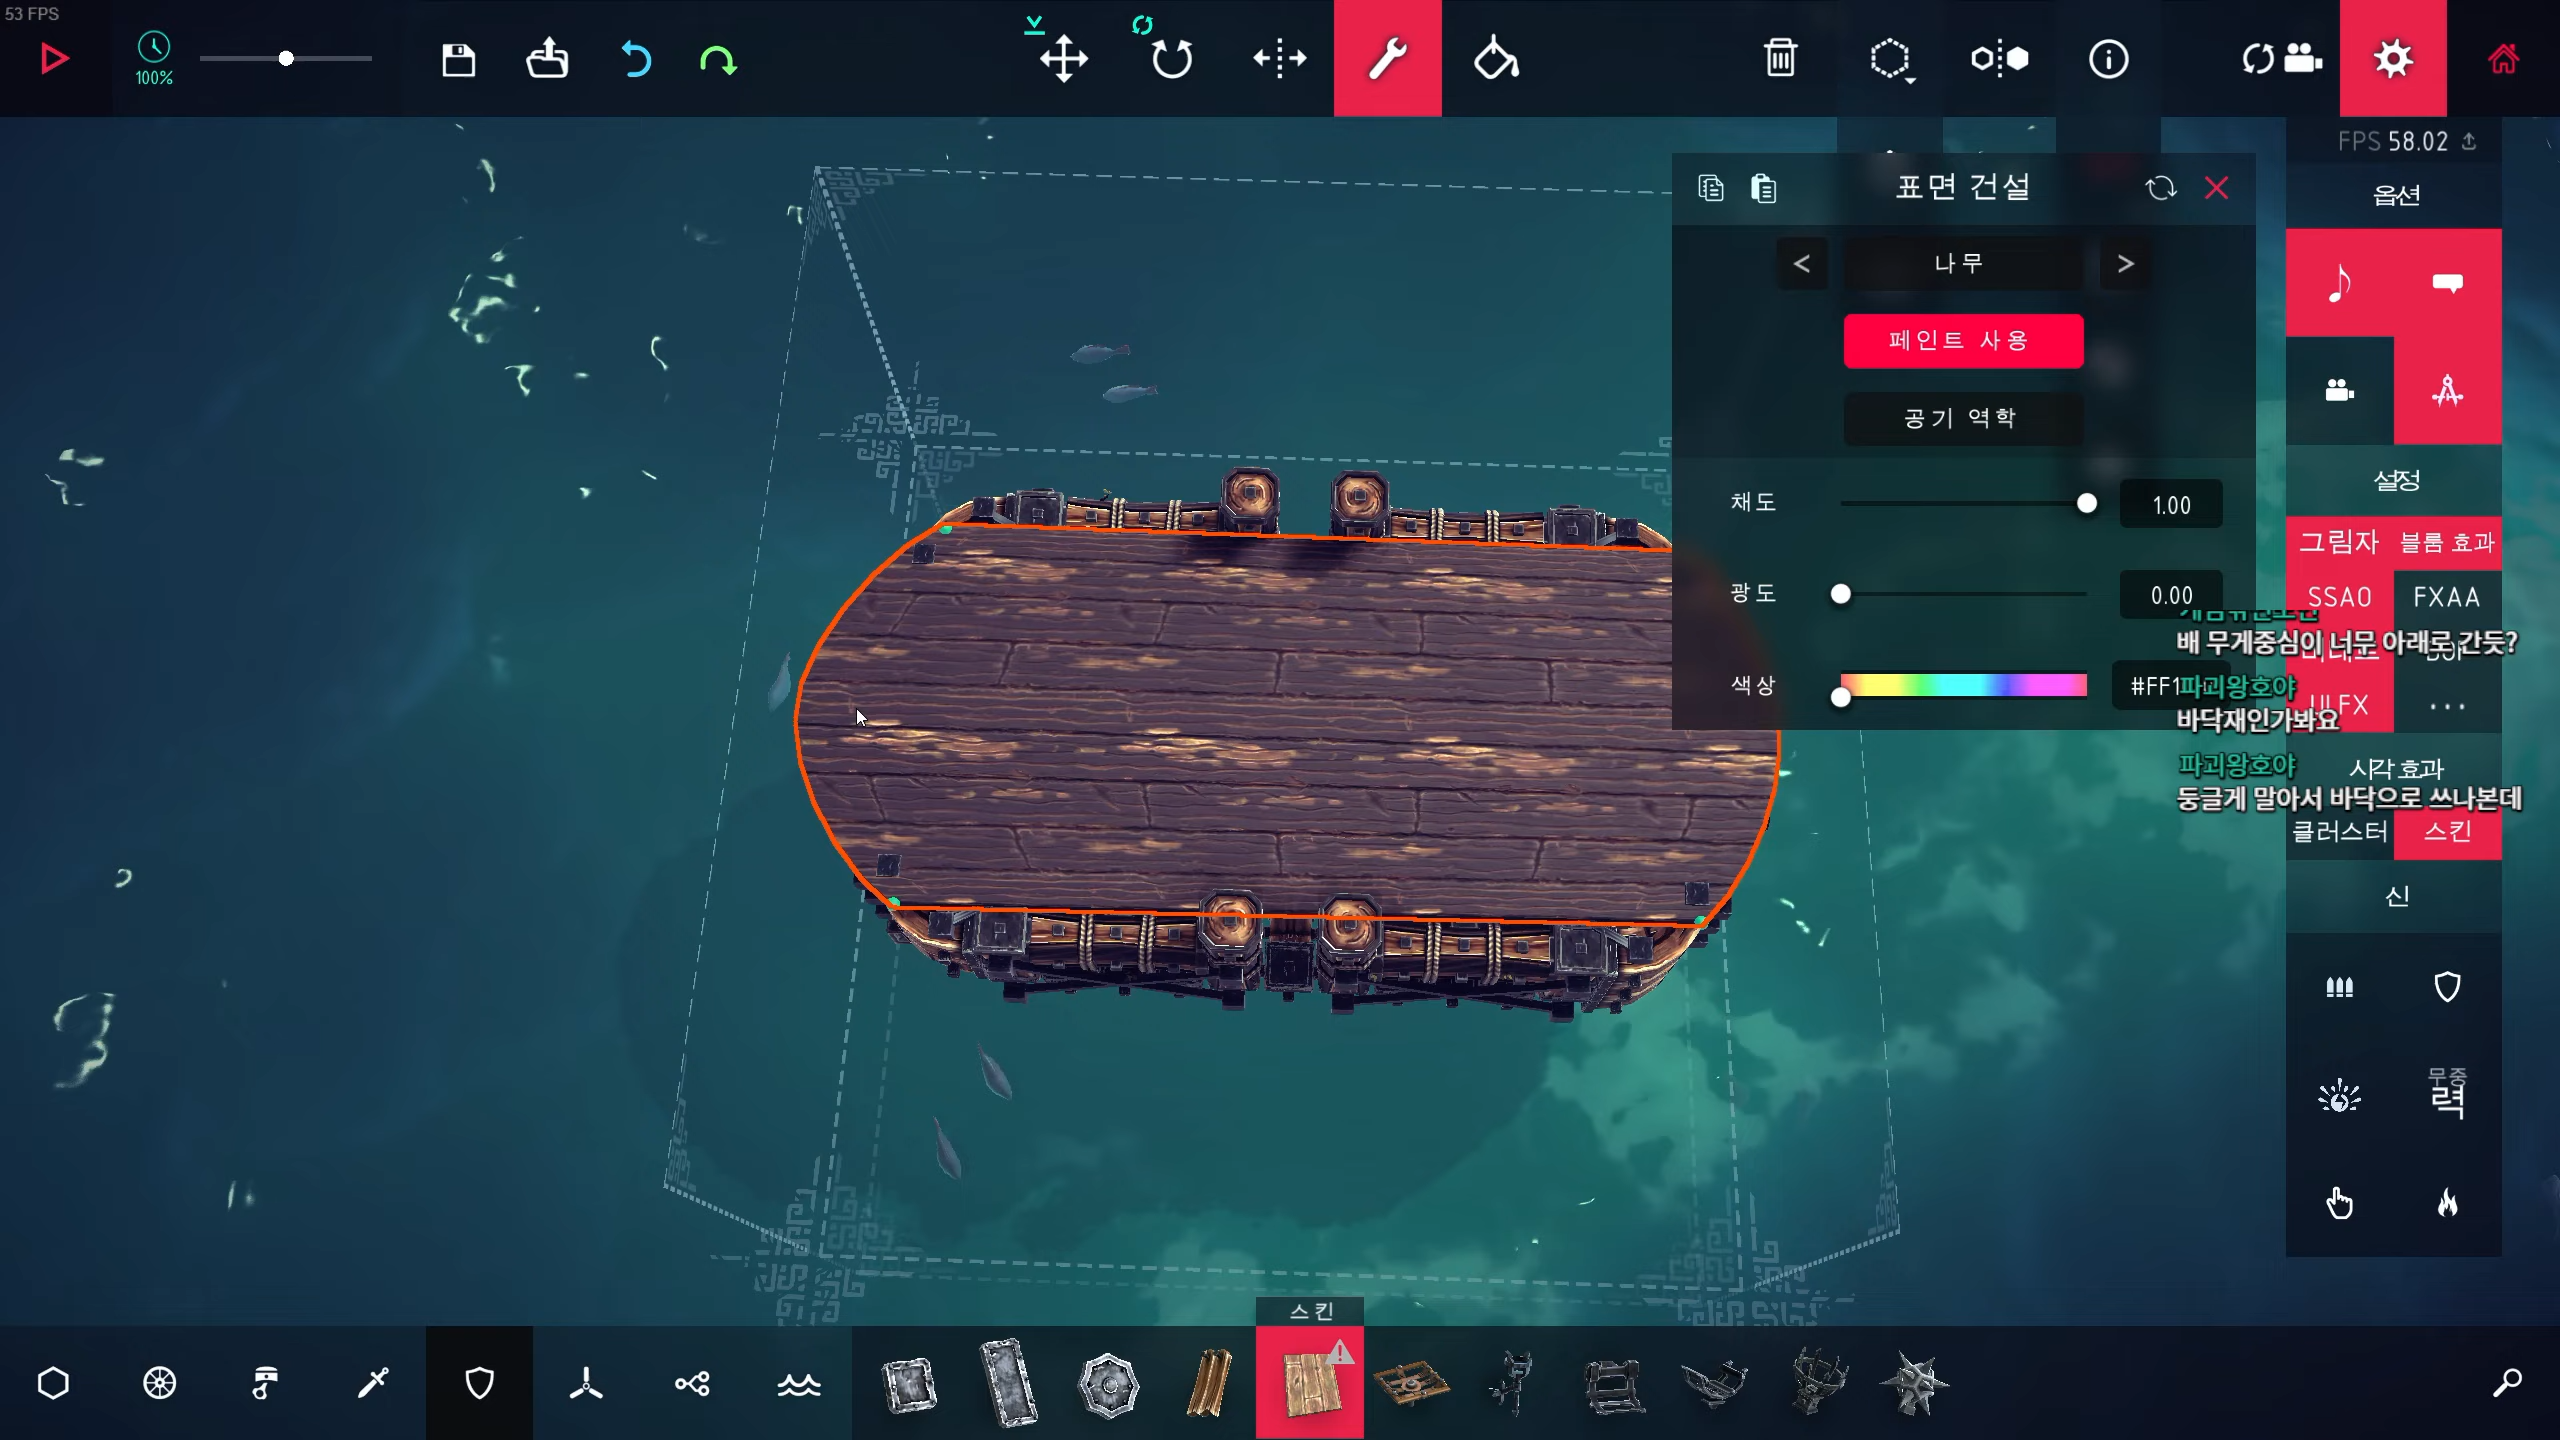 53 FPS
100%
FPS 58.02
표면 건설
옵션
나무
페인트 사용
공기 역학
설정
채도
1.00
그림자
블룸 효과
광도
0.00
SSAO
FXAA
배 무게중심이 너무 아래로 간듯?
색상
#FF1
파괴왕호야
바닥재인가봐요
...
파괴왕호야
시각 효과
둥글게 말아서 바닥으로 쓰나본데
클러스터
스킨
신
무중
력
스킨